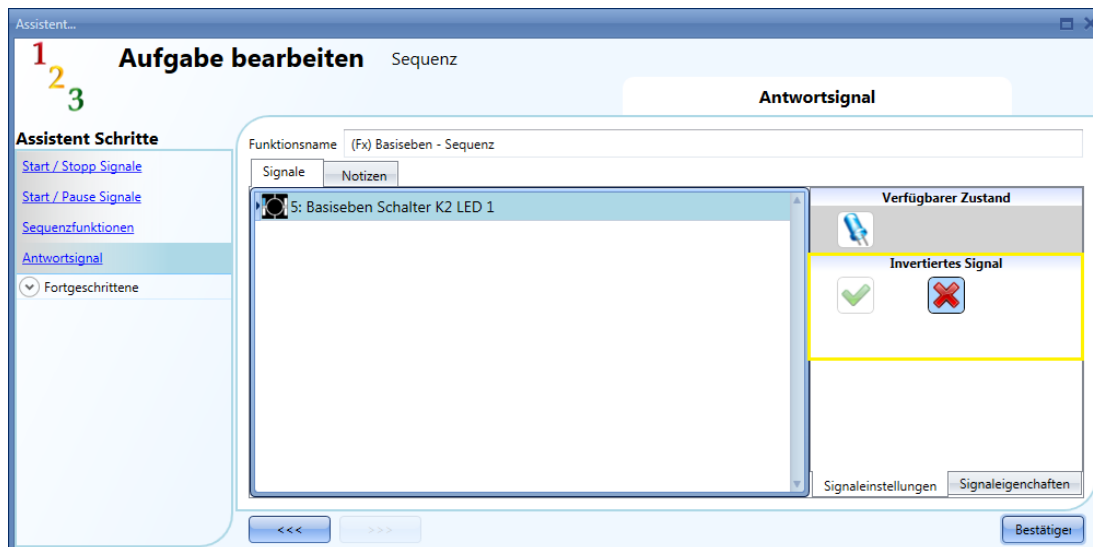 Assistent...
1
2
3
Aufgabe bearbeiten
Sequenz
Antwortsignal
Assistent Schritte
Start / Stopp Signale
Start / Pause Signale
Sequenzfunktionen
Antwortsignal
Fortgeschrittene
Funktionsname
(Fx) Basiseben - Sequenz
Signale
Notizen
5: Basiseben Schalter K2 LED 1
Verfügbarer Zustand
Invertiertes Signal
Signaleinstellungen
Signaleigenchaften
<<<
>>>
Bestätiger